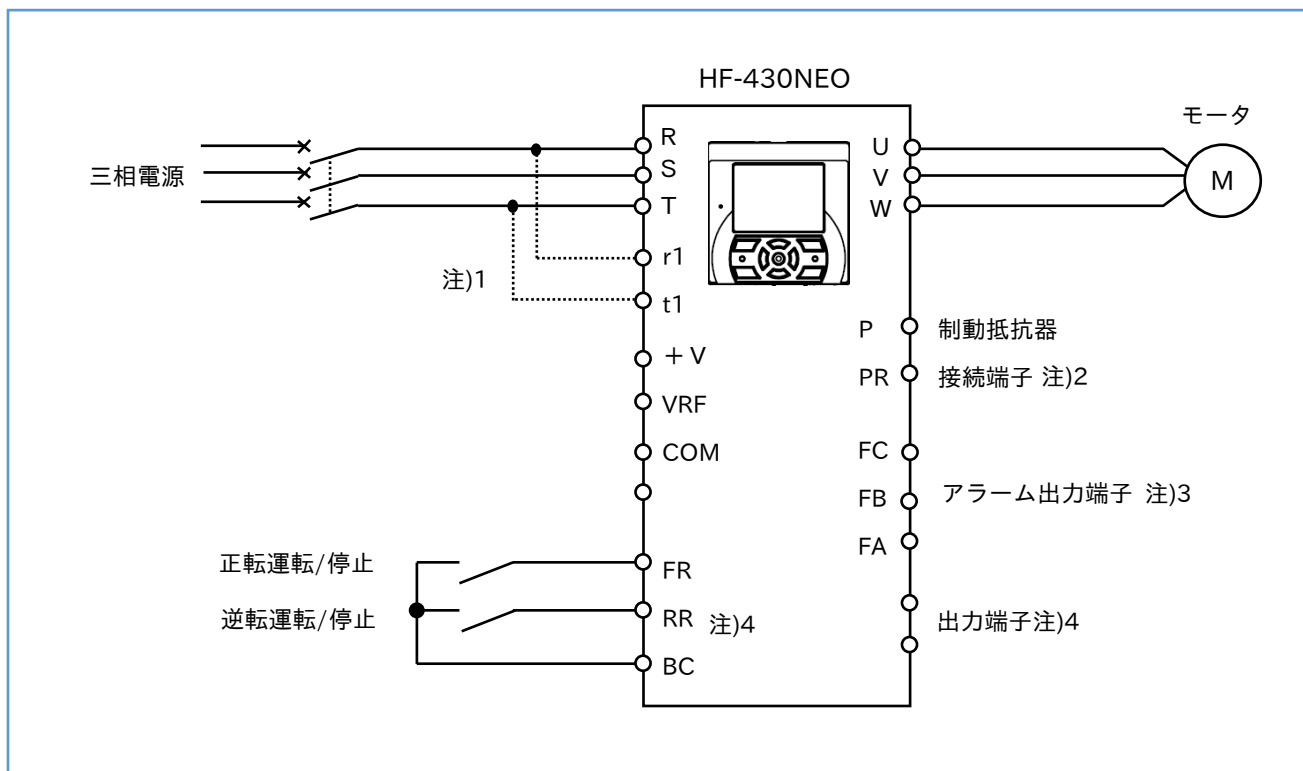 HF-430NEO
モータ
三相電源
R
S
T
U
V
W
M
注)1
r1
t1
＋V
VRF
COM
P
制動抵抗器
PR
接続端子 注)2
FC
FB
アラーム出力端子 注)3
FA
正転運転/停止
FR
逆転運転/停止
RR 注)4
BC
出力端子注)4